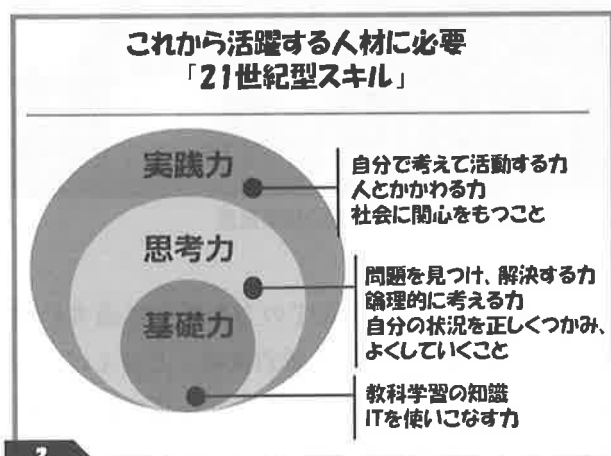 これから活躍する人材に必要
「21世紀型スキル」
実践力
自分で考えて活動する力
人とかかわる力
社会に関心をもつこと
思考力
問題を見つけ、解決する力
論理的に考える力
自分の状況を正しくつかみ、
よくしていくこと
基礎力
教科学習の知識
ITを使いこなす力
2